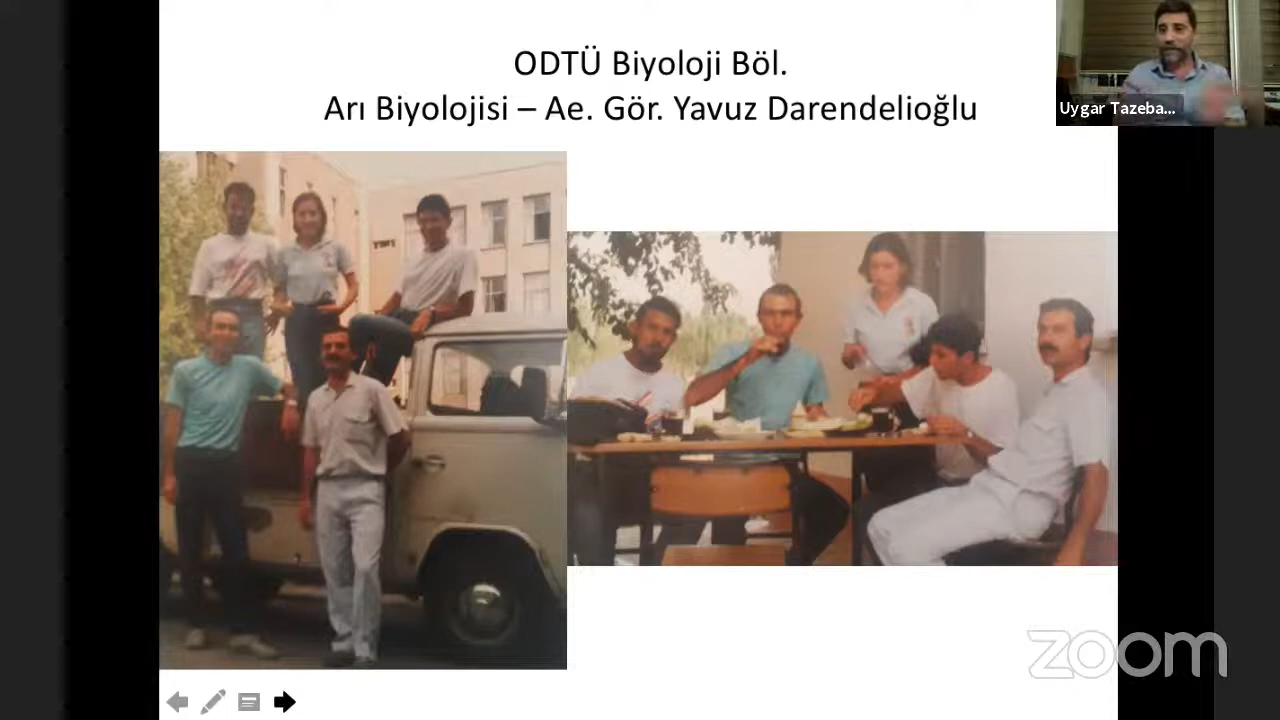 ODTÜ Biyoloji Böl.
Arı Biyolojisi – Ae. Gör. Yavuz Darendelioğlu
Uygar Tazeba...
zoom